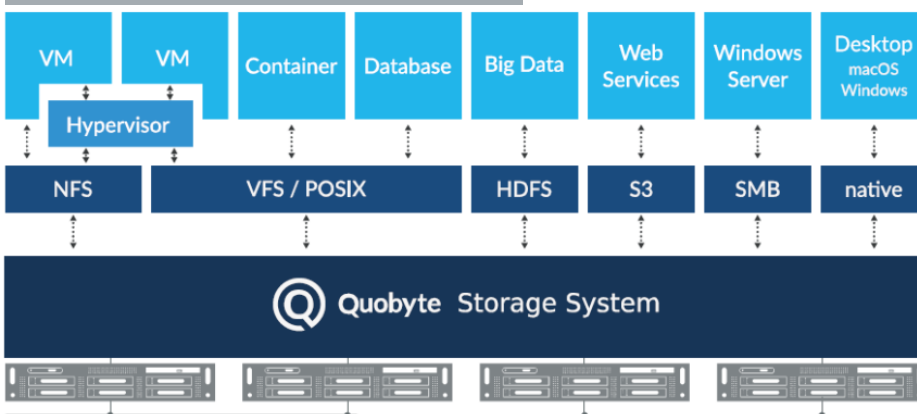 VM
VM
Container
Database
Big Data
Web
Services
Windows
Server
Desktop
macOS
Windows
Hypervisor
NFS
VFS / POSIX
HDFS
S3
SMB
native
Quobyte Storage System